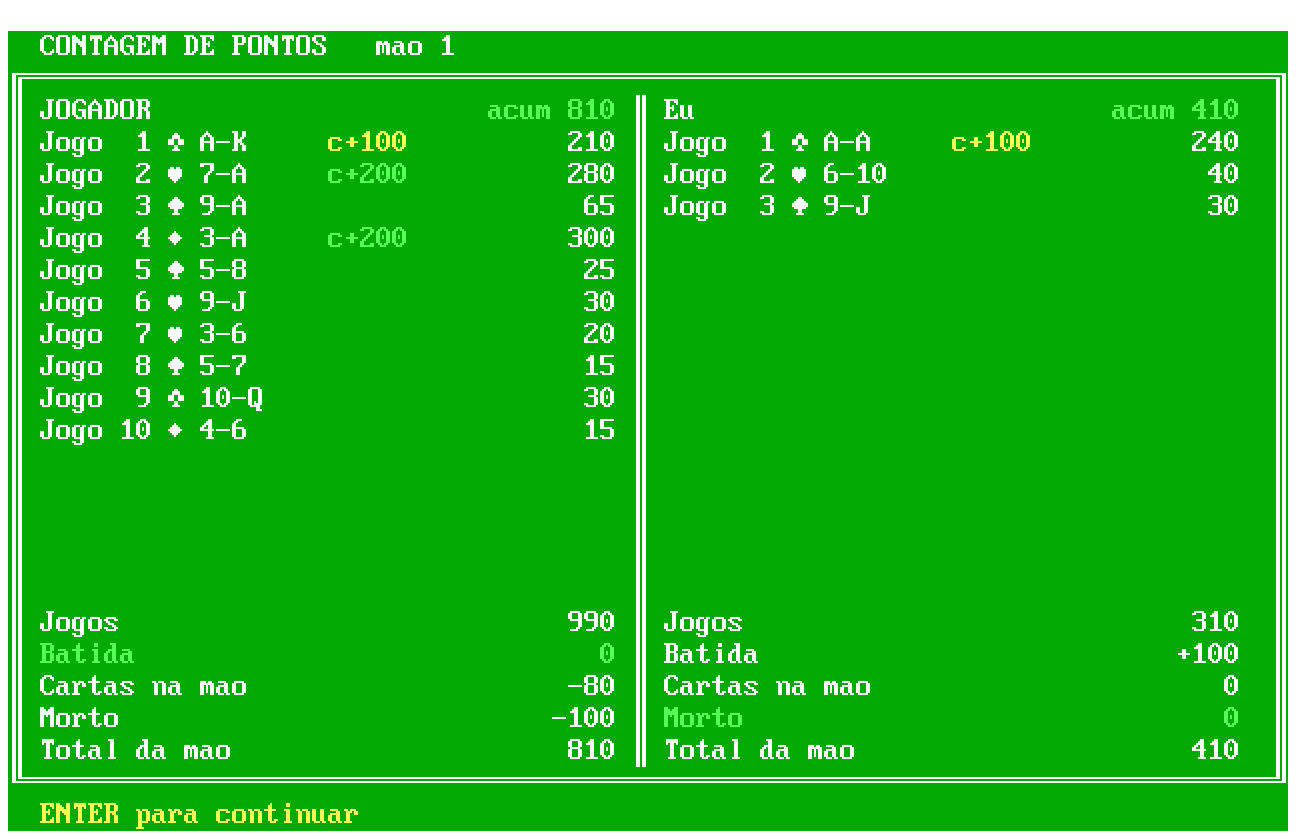 CONTAGEM DE PONTOS mao 1
JOGADOR acum 810
Jogo 1 ♣ A-K c+100 210
Jogo 2 ♥ 7-A c+200 280
Jogo 3 ♠ 9-A 65
Jogo 4 ♦ 3-A c+200 300
Jogo 5 ♠ 5-8 25
Jogo 6 ♥ 9-J 30
Jogo 7 ♥ 3-6 20
Jogo 8 ♠ 5-7 15
Jogo 9 ♣ 10-Q 30
Jogo 10 ♦ 4-6 15
Jogos 990
Batida 0
Cartas na mao -80
Morto -100
Total da mao 810
Eu acum 410
Jogo 1 ♣ A-A c+100 240
Jogo 2 ♥ 6-10 40
Jogo 3 ♠ 9-J 30
Jogos 310
Batida +100
Cartas na mao 0
Morto 0
Total da mao 410
ENTER para continuar